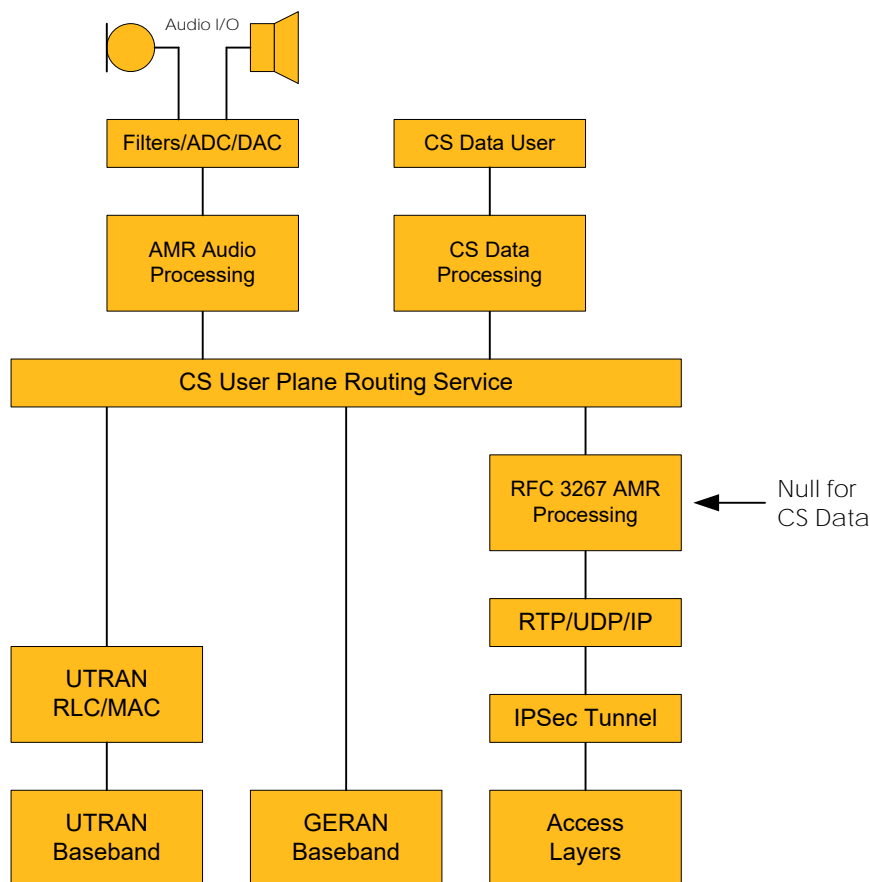 Audio I/O
Filters/ADC/DAC
CS Data User
AMR Audio
Processing
CS Data
Processing
CS User Plane Routing Service
RFC 3267 AMR
Processing
Null for
CS Data
RTP/UDP/IP
UTRAN
RLC/MAC
IPSec Tunnel
UTRAN
Baseband
GERAN
Baseband
Access
Layers